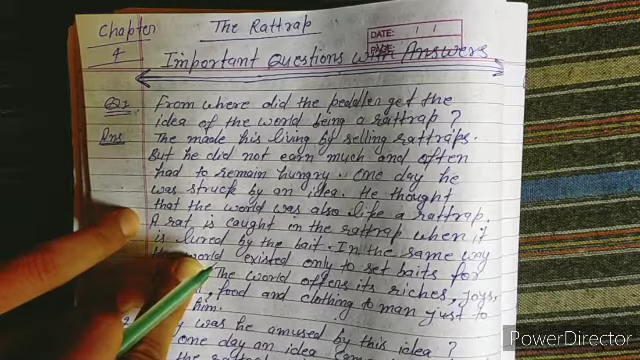 Chapter
4
The Rattrap
DATE: 1 1
PAGE:
Important Questions with Answers
Q1. From where did the peddler get the
idea of the world being a rattrap?
Ans. The made his living by selling rattraps.
But he did not earn much and often
had to remain hungry. One day he
was struck by an idea. He thought
that the world was also like a rattrap.
A rat is caught in the rattrap when it
is lured by the bait. In the same way
world existed only to set baits for
The world offers its riches, joys,
food and clothing to man just to
him.
was he amused by this idea?
one day an idea
the
PowerDirector